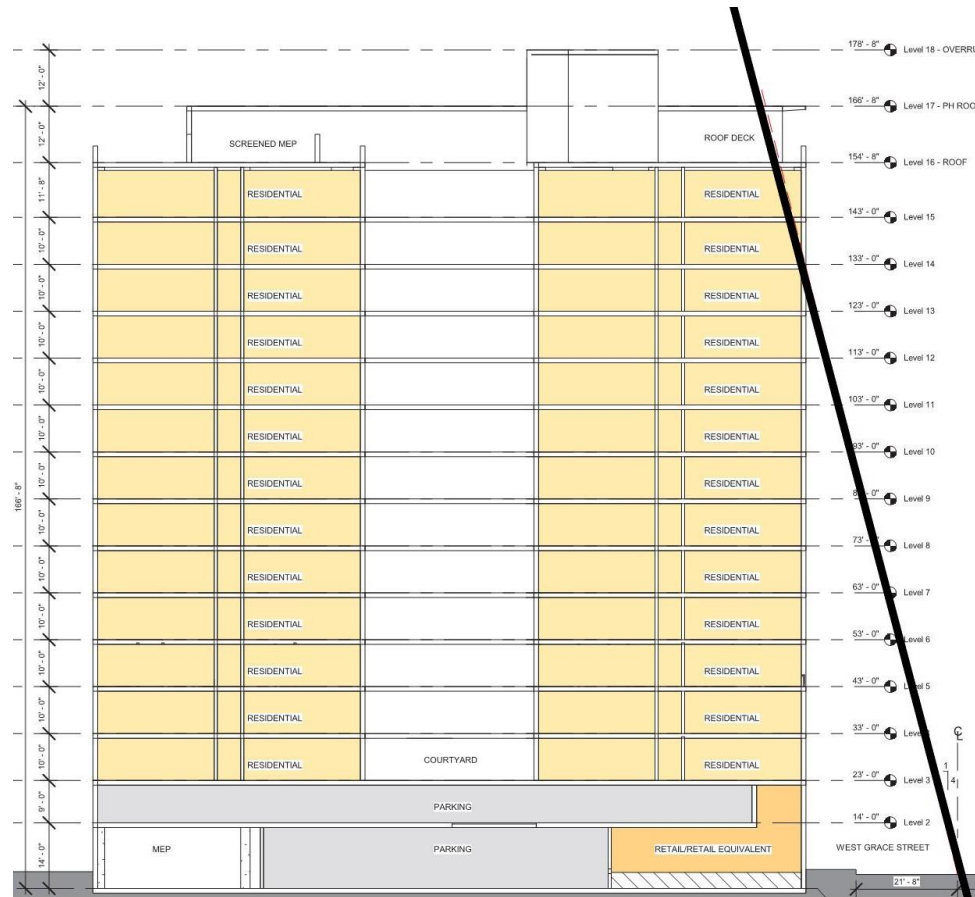 178' - 8" Level 18 - OVERRU
12' - 0"
166' - 8" Level 17 - PH ROO
12' - 0"
SCREENED MEP
ROOF DECK
154' - 8" Level 16 - ROOF
11' - 8"
RESIDENTIAL
RESIDENTIAL
143' - 0" Level 15
10' - 0"
RESIDENTIAL
RESIDENTIAL
133' - 0" Level 14
10' - 0"
RESIDENTIAL
RESIDENTIAL
123' - 0" Level 13
10' - 0"
RESIDENTIAL
RESIDENTIAL
113' - 0" Level 12
10' - 0"
RESIDENTIAL
RESIDENTIAL
103' - 0" Level 11
10' - 0"
RESIDENTIAL
RESIDENTIAL
93' - 0" Level 10
166' - 8"
10' - 0"
RESIDENTIAL
RESIDENTIAL
Level 9
10' - 0"
RESIDENTIAL
RESIDENTIAL
73' Level 8
10' - 0"
RESIDENTIAL
RESIDENTIAL
63' - 0" Level 7
10' - 0"
RESIDENTIAL
RESIDENTIAL
53' - 0" Level 6
10' - 0"
RESIDENTIAL
RESIDENTIAL
43' - 0" 5
10' - 0"
RESIDENTIAL
RESIDENTIAL
33' - 0" Level
10' - 0"
RESIDENTIAL
COURTYARD
RESIDENTIAL
23' - 0" Level 3
1
4
9' - 0"
PARKING
14' - 0" Level 2
14' - 0"
MEP
PARKING
RETAIL/RETAIL EQUIVALENT
WEST GRACE STREET
21' - 8"